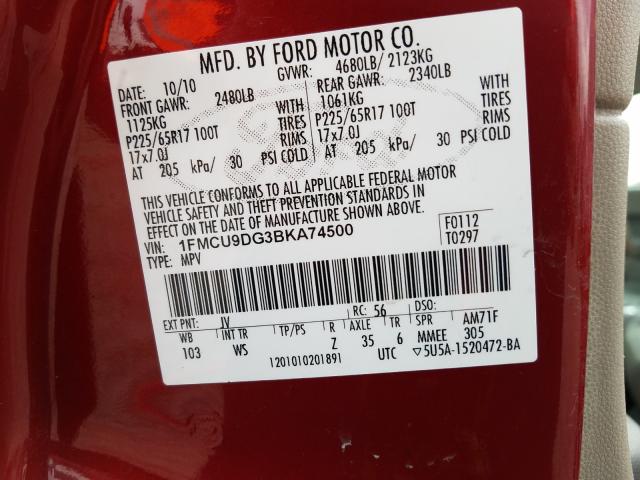 MFD. BY FORD MOTOR CO.
DATE: 10/10 GVWR: 4680LB/ 2123KG
FRONT GAWR: 2480LB REAR GAWR: 2340LB
1125KG WITH 1061KG WITH
P225/65R17 100T TIRES P225/65R17 100T TIRES
17x7.0J RIMS 17x7.0J RIMS
AT 205 kPa/ 30 PSI COLD AT 205 kPa/ 30 PSI COLD
THIS VEHICLE CONFORMS TO ALL APPLICABLE FEDERAL MOTOR
VEHICLE SAFETY AND THEFT PREVENTION STANDARDS IN
EFFECT ON THE DATE OF MANUFACTURE SHOWN ABOVE.
VIN: 1FMCU9DG3BKA74500 F0112
TYPE: MPV T0297
EXT PNT: JV RC: 56 DSO:
WB INT TR TP/PS R AXLE TR SPR AM71F
103 WS Z 35 6 MMEE 305
1201010201891 UTC ▽5U5A-1520472-BA